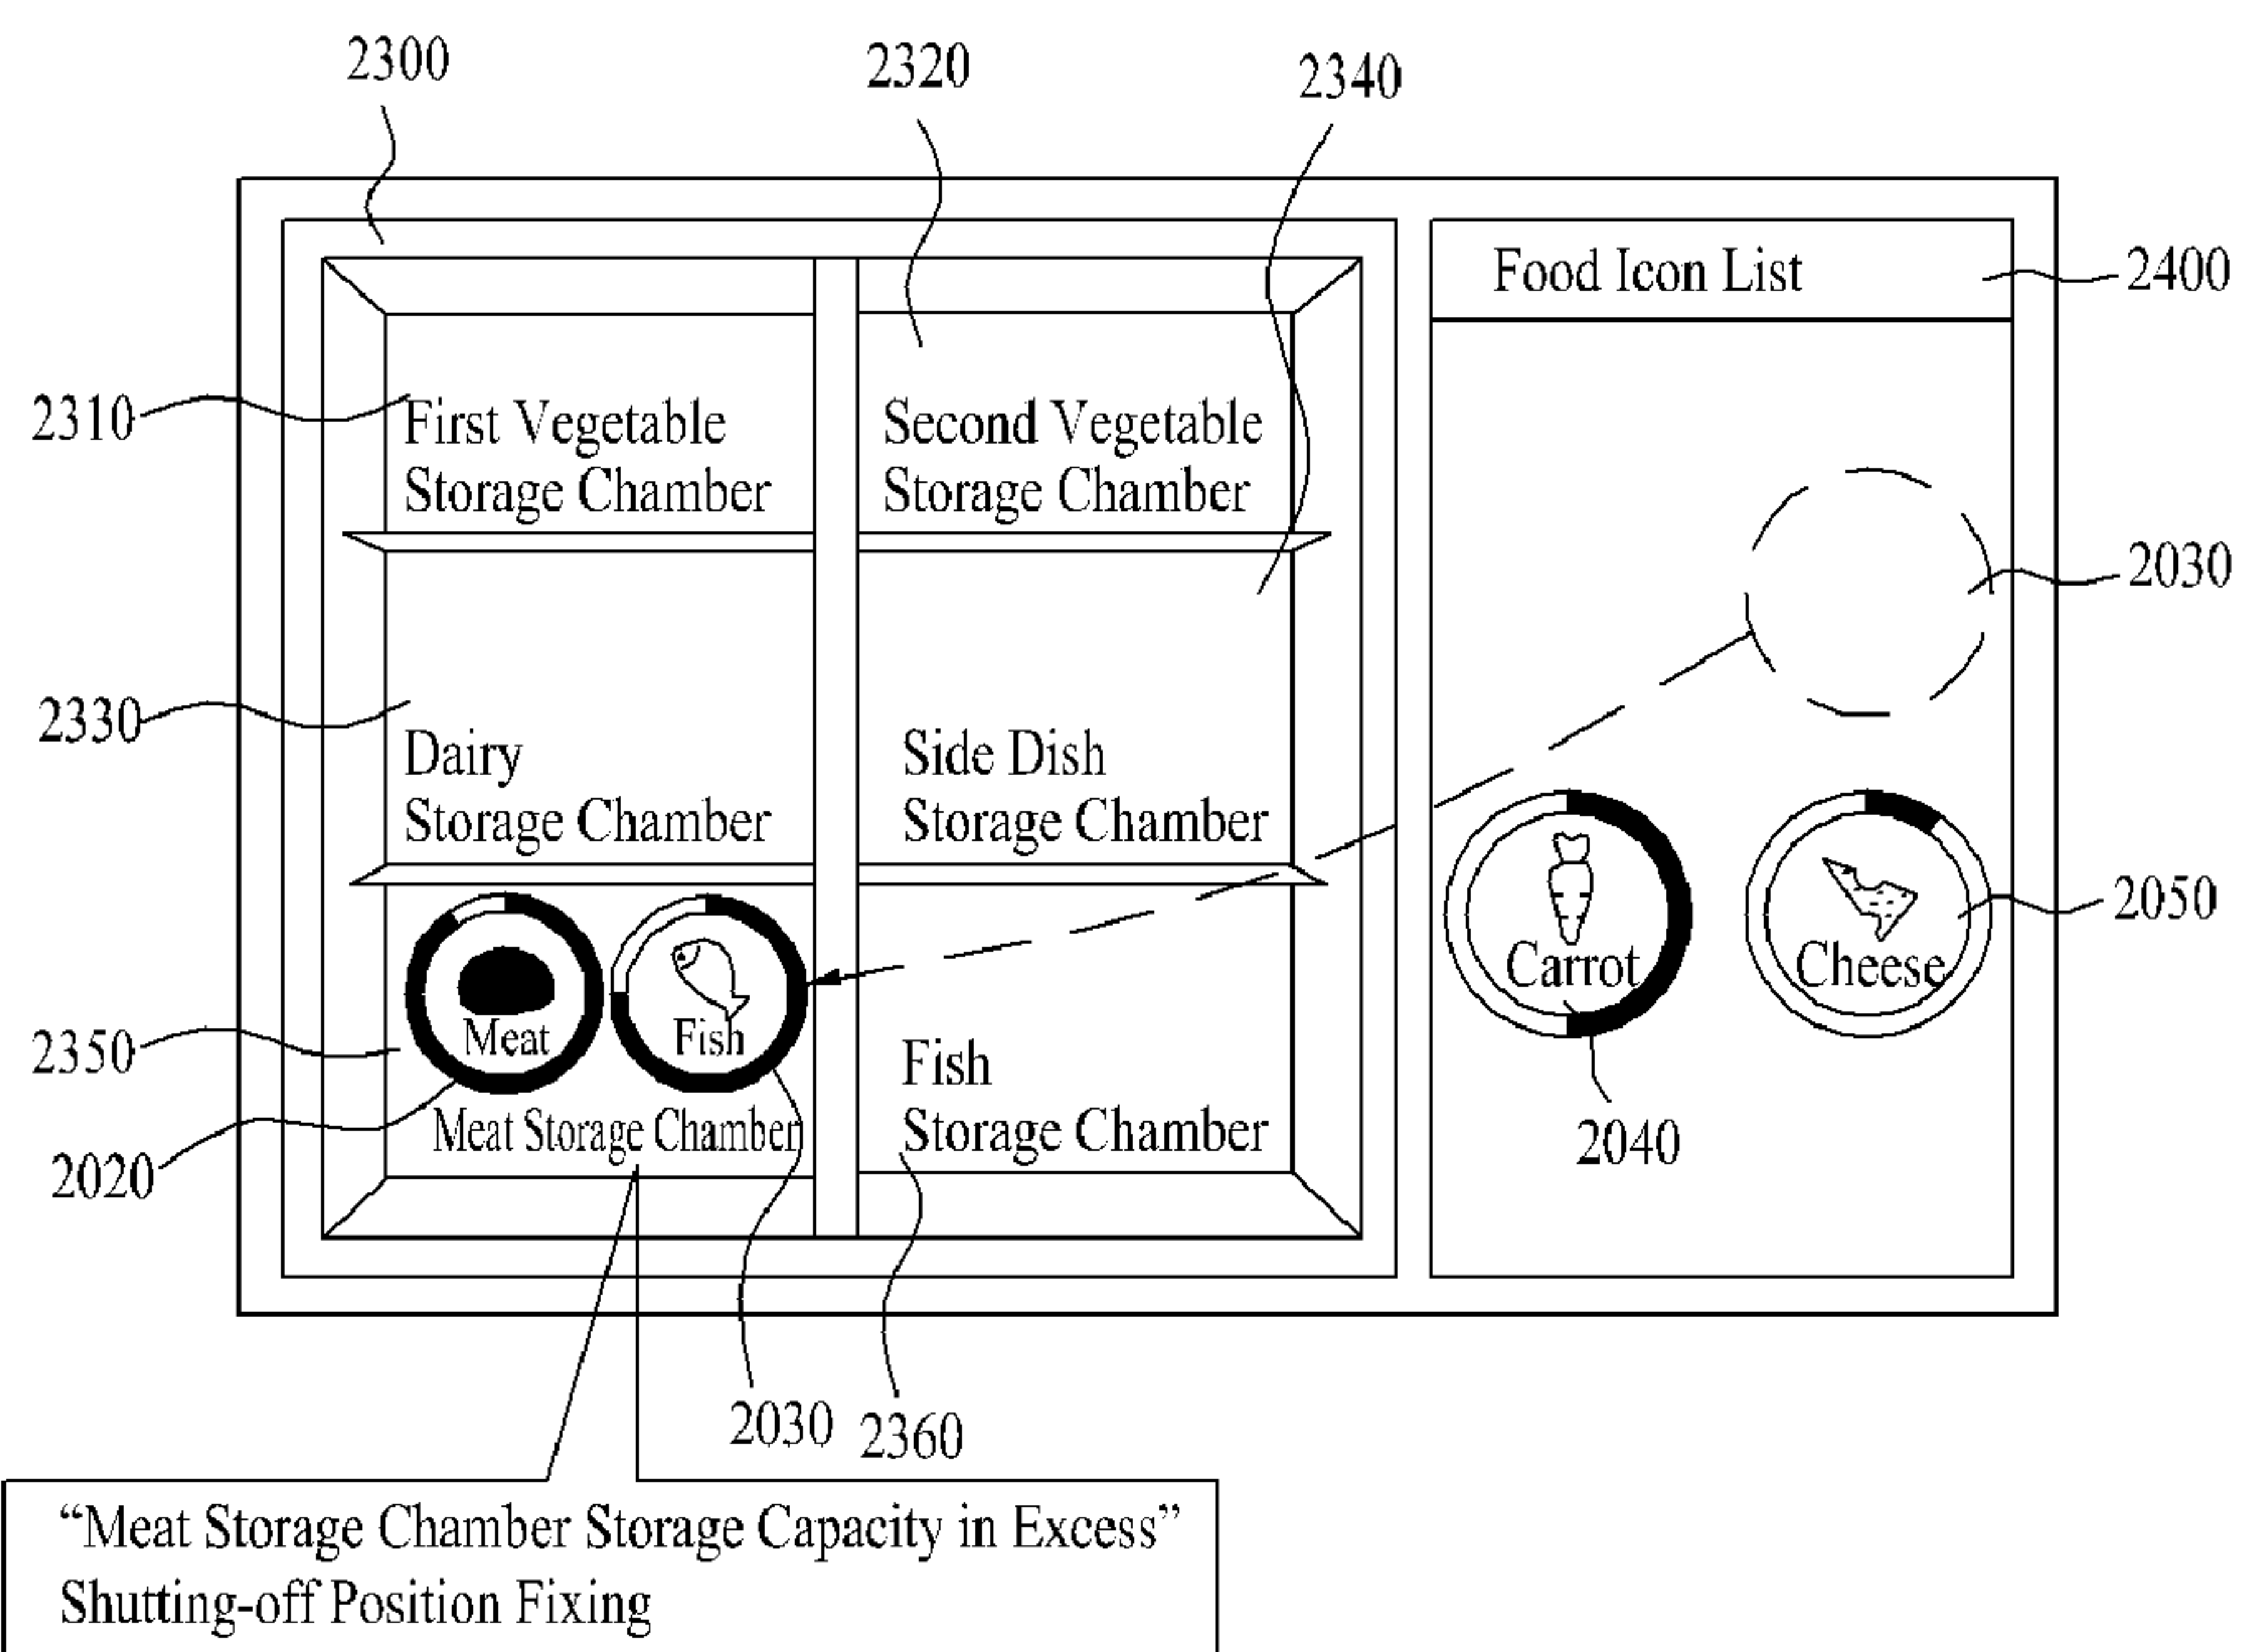 2300
2320
2340
Food Icon List
2400
2310
First Vegetable
Storage Chamber
Second Vegetable
Storage Chamber
2030
2330
Dairy
Storage Chamber
Side Dish
Storage Chamber
Carrot
Cheese
2050
2350
Meat
Fish
Fish
Storage Chamber
Meat Storage Chamber
2040
2020
2030
2360
“Meat Storage Chamber Storage Capacity in Excess”
Shutting-off Position Fixing